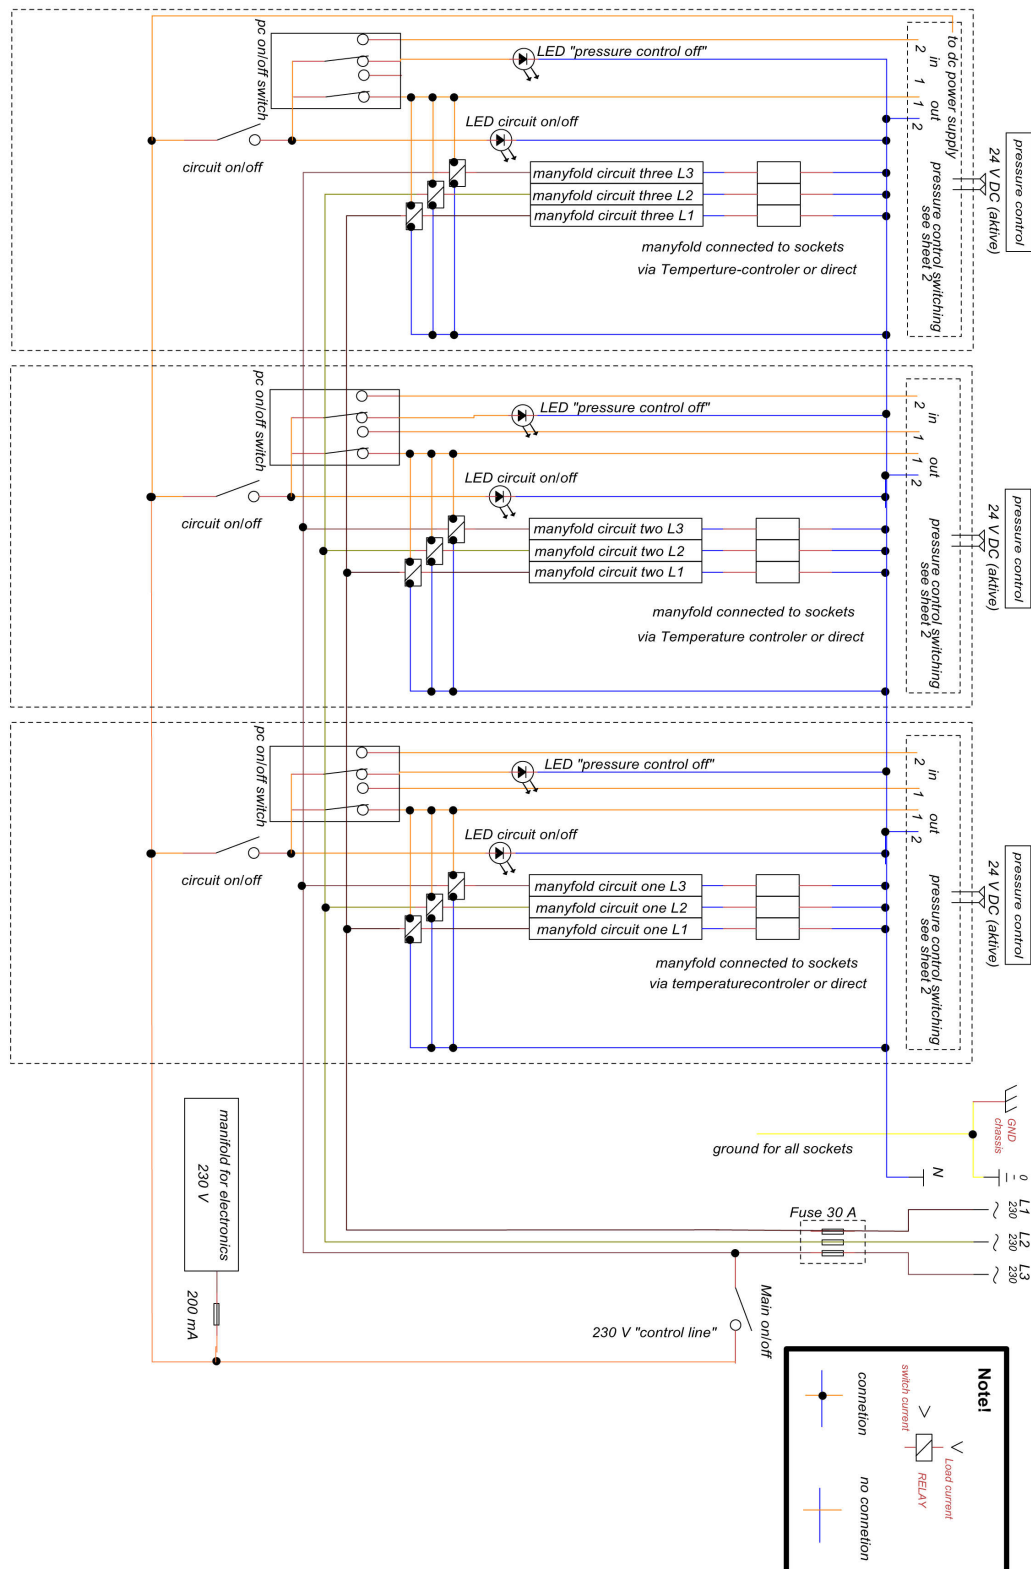 to dc power supply
pc on/off switch
LED "pressure control off"
2
in
1
1
out
2
LED circuit on/off
circuit on/off
manyfold circuit three L3
manyfold circuit three L2
manyfold circuit three L1
manyfold connected to sockets
via Temperture-controler or direct
pressure control switching
see sheet 2
24 V DC (aktive)
pressure control
pc on/off switch
LED "pressure control off"
2
in
1
1
out
2
LED circuit on/off
circuit on/off
manyfold circuit two L3
manyfold circuit two L2
manyfold circuit two L1
manyfold connected to sockets
via Temperature controler or direct
pressure control switching
see sheet 2
24 V DC (aktive)
pressure control
pc on/off switch
LED "pressure control off"
2
in
1
1
out
2
LED circuit on/off
circuit on/off
manyfold circuit one L3
manyfold circuit one L2
manyfold circuit one L1
manyfold connected to sockets
via temperaturecontroler or direct
pressure control switching
see sheet 2
24 V DC (aktive)
pressure control
GND
chassis
ground for all sockets
N
0
L1
230
L2
230
L3
230
Fuse 30 A
manifold for electronics
230 V
200 mA
Main on/off
230 V "control line"
Note!
switch current
Load current
RELAY
connetion
no connetion